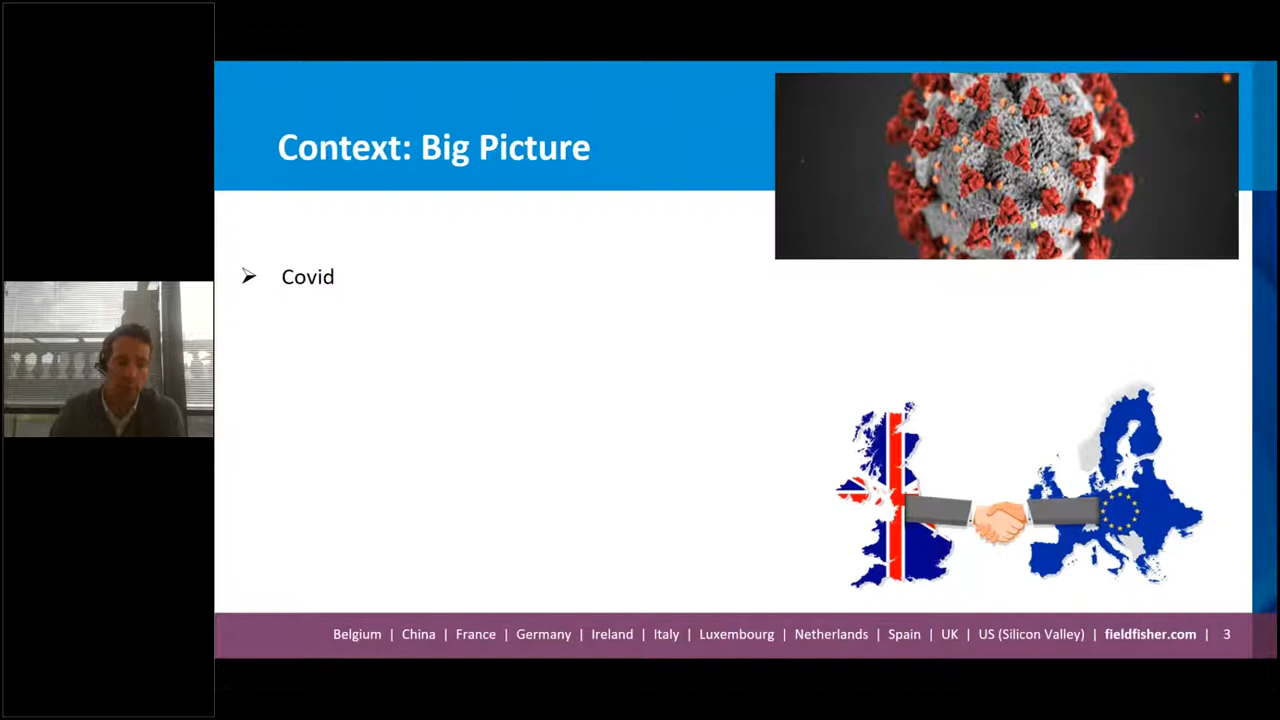 Context: Big Picture
Covid
Belgium | China | France | Germany | Ireland | Italy | Luxembourg | Netherlands | Spain | UK | US (Silicon Valley) | fieldfisher.com | 3